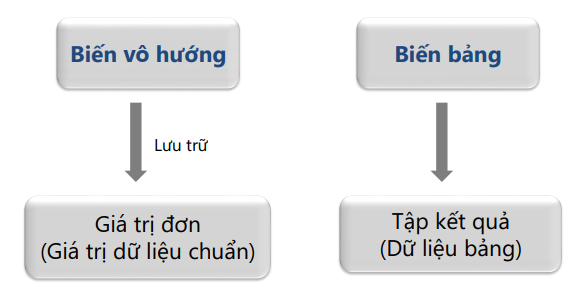 Biến vô hướng
Biến bảng
Lưu trữ
Giá trị đơn
(Giá trị dữ liệu chuẩn)
Tập kết quả
(Dữ liệu bảng)